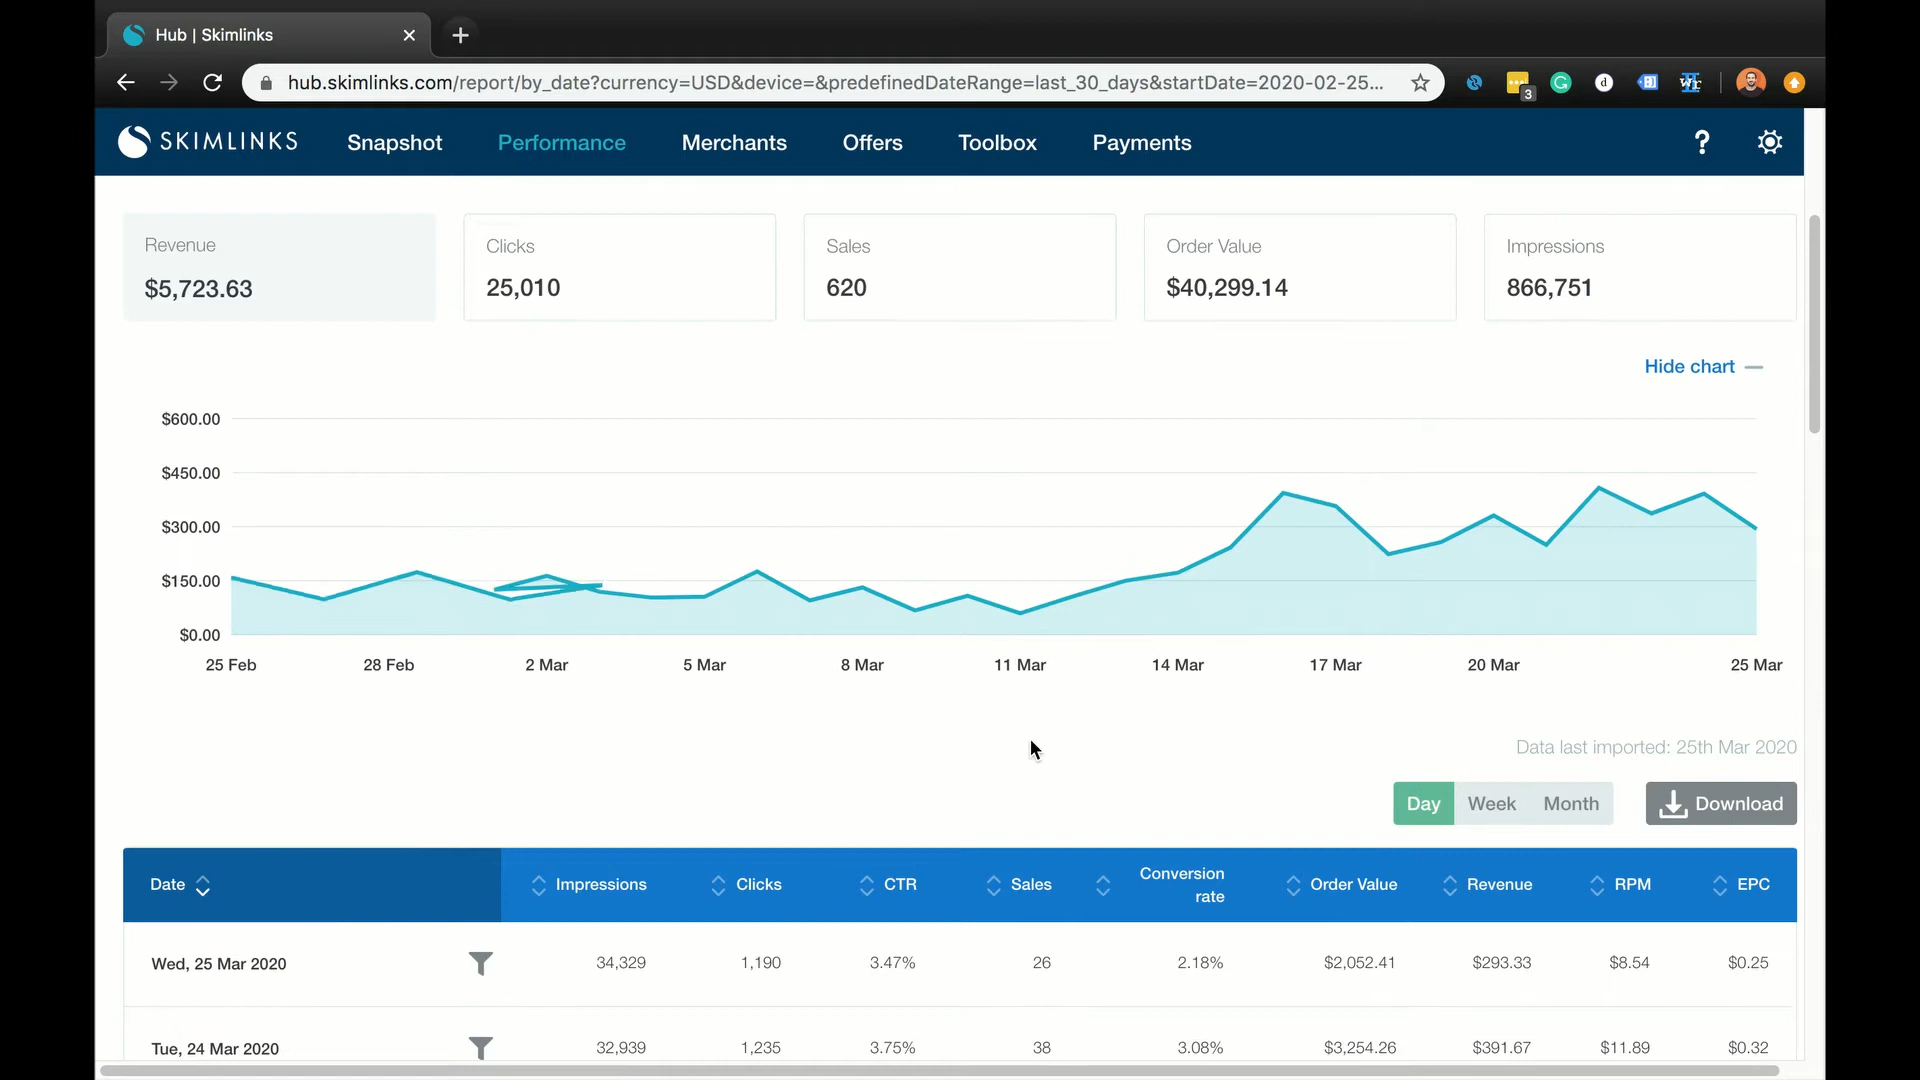 Hub | Skimlinks
hub.skimlinks.com/report/by_date?currency=USD&device=&predefinedDateRange=last_30_days&startDate=2020-02-25...
3
SKIMLINKS Snapshot Performance Merchants Offers Toolbox Payments ?
Revenue Clicks Sales Order Value Impressions
$5,723.63 25,010 620 $40,299.14 866,751
Hide chart
$600.00
$450.00
$300.00
$150.00
$0.00
25 Feb 28 Feb 2 Mar 5 Mar 8 Mar 11 Mar 14 Mar 17 Mar 20 Mar 25 Mar
Data last imported: 25th Mar 2020
Day Week Month Download
Date Impressions Clicks CTR Sales Conversion rate Order Value Revenue RPM EPC
Wed, 25 Mar 2020 34,329 1,190 3.47% 26 2.18% $2,052.41 $293.33 $8.54 $0.25
Tue, 24 Mar 2020 32,939 1,235 3.75% 38 3.08% $3,254.26 $391.67 $11.89 $0.32